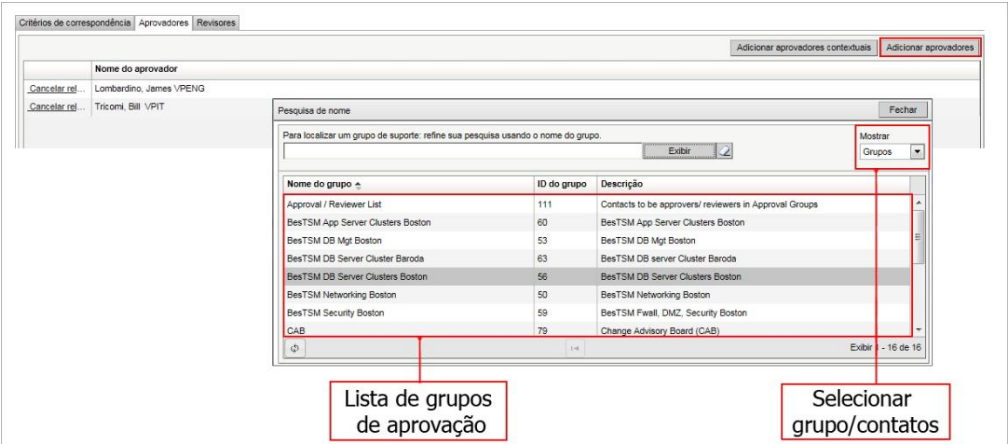 Critérios de correspondência Aprovadores Revisores
Adicionar aprovadores contextuais Adicionar aprovadores
Nome do aprovador
Cancelar rel... Lombardino, James VPENG
Cancelar rel... Tricomi, Bill VPIT
Pesquisa de nome Fechar
Para localizar um grupo de suporte: refine sua pesquisa usando o nome do grupo. Mostrar
Exibir Grupos
Nome do grupo ID do grupo Descrição
Approval / Reviewer List 111 Contacts to be approvers/ reviewers in Approval Groups
BesTSM App Server Clusters Boston 60 BesTSM App Server Clusters Boston
BesTSM DB Mgt Boston 53 BesTSM DB Mgt Boston
BesTSM DB Server Cluster Baroda 63 BesTSM DB server Cluster Baroda
BesTSM DB Server Clusters Boston 56 BesTSM DB Server Clusters Boston
BesTSM Networking Boston 50 BesTSM Networking Boston
BesTSM Security Boston 59 BesTSM Fwall, DMZ, Security Boston
CAB 79 Change Advisory Board (CAB)
Exibir 1 - 16 de 16
Lista de grupos Selecionar
de aprovação grupo/contatos